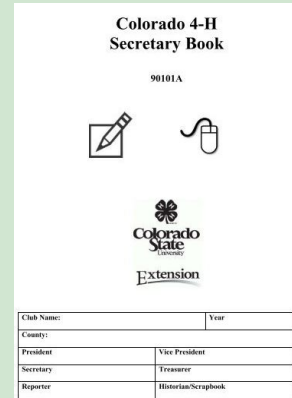 Colorado 4-H
Secretary Book
90101A
Colorado
State
University
Extension
Club Name: Year
County:
President Vice President
Secretary Treasurer
Reporter Historian/Scrapbook